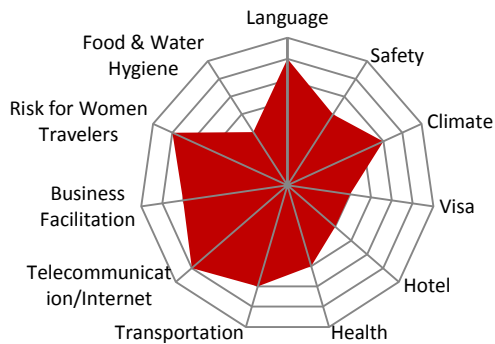 Language
Food & Water
Hygiene
Safety
Risk for Women
Travelers
Climate
Business
Facilitation
Visa
Telecommunicat
ion/Internet
Hotel
Transportation
Health